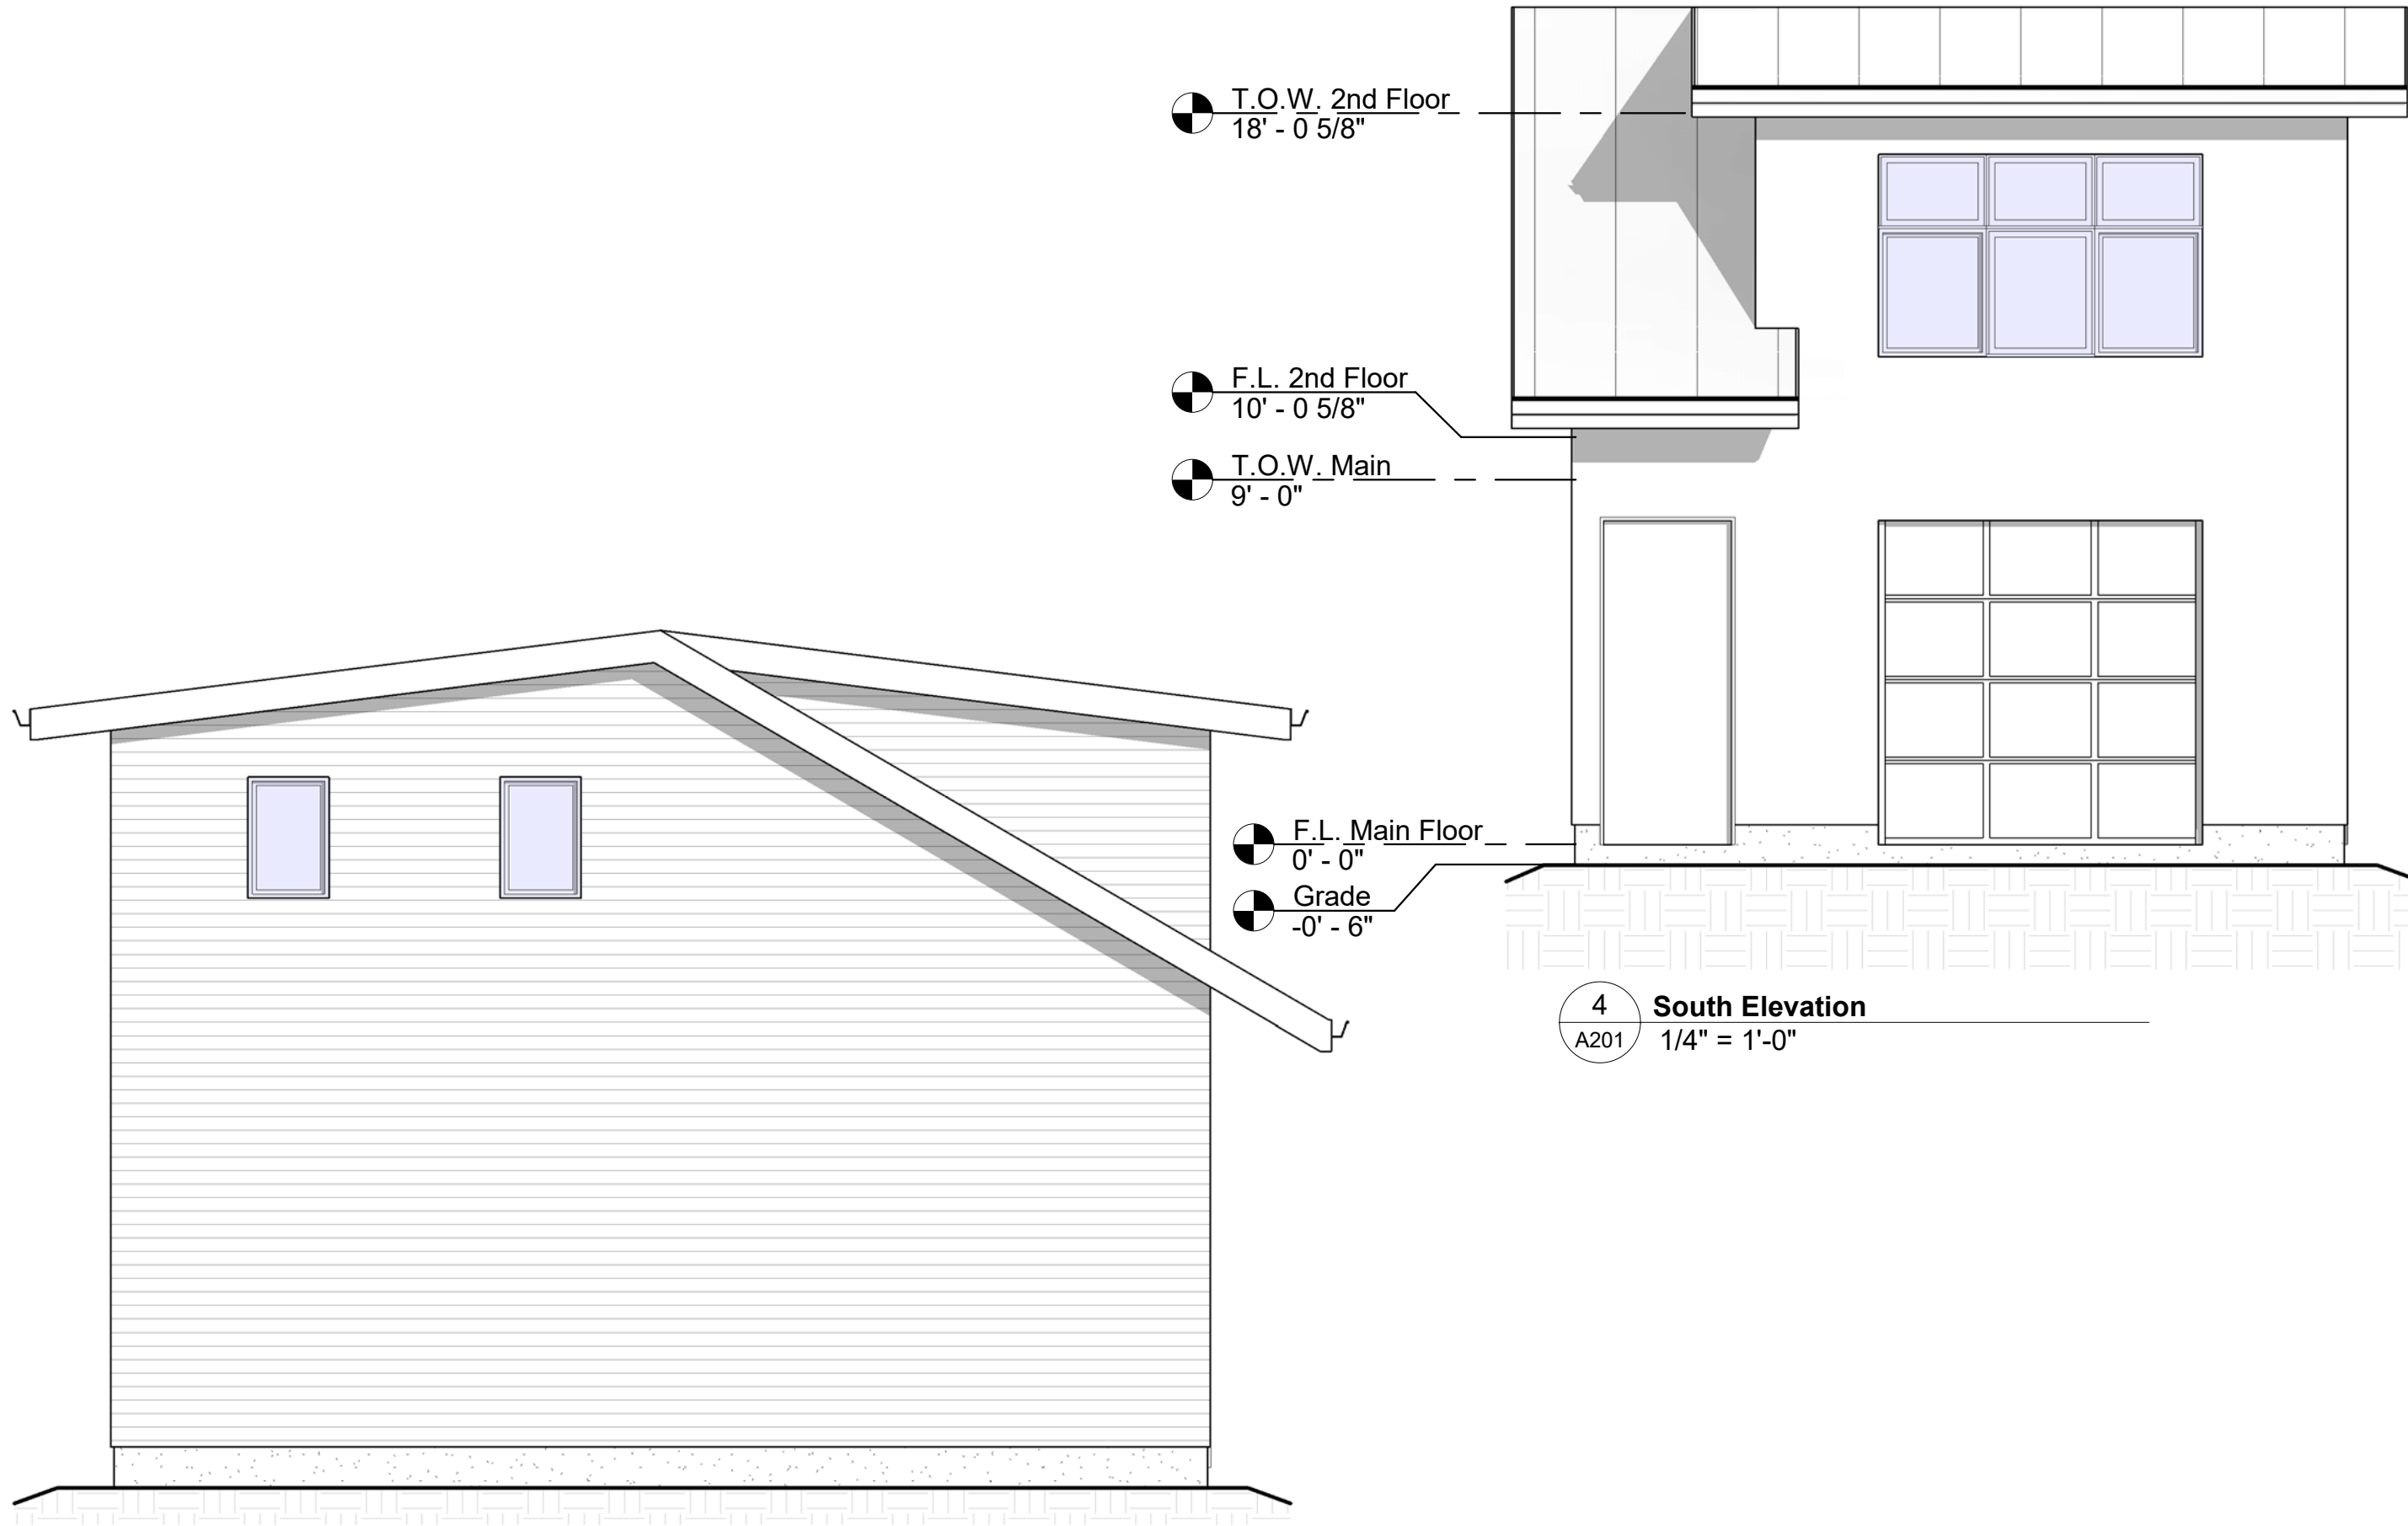 T.O.W. 2nd Floor
18' - 0 5/8"
F.L. 2nd Floor
10' - 0 5/8"
T.O.W. Main
9' - 0"
F.L. Main Floor
0' - 0"
Grade
-0' - 6"
4
A201
South Elevation
1/4" = 1'-0"